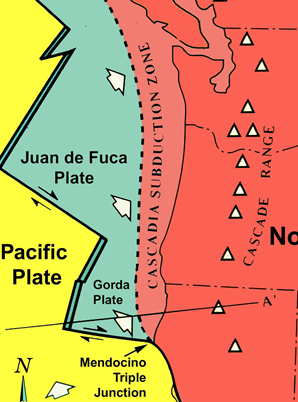 CASCADIA SUBDUCTION ZONE
Juan de Fuca
Plate
CASCADE
RANGE
No
Pacific
Plate
Gorda
Plate
A'
Mendocino
Triple
Junction
N